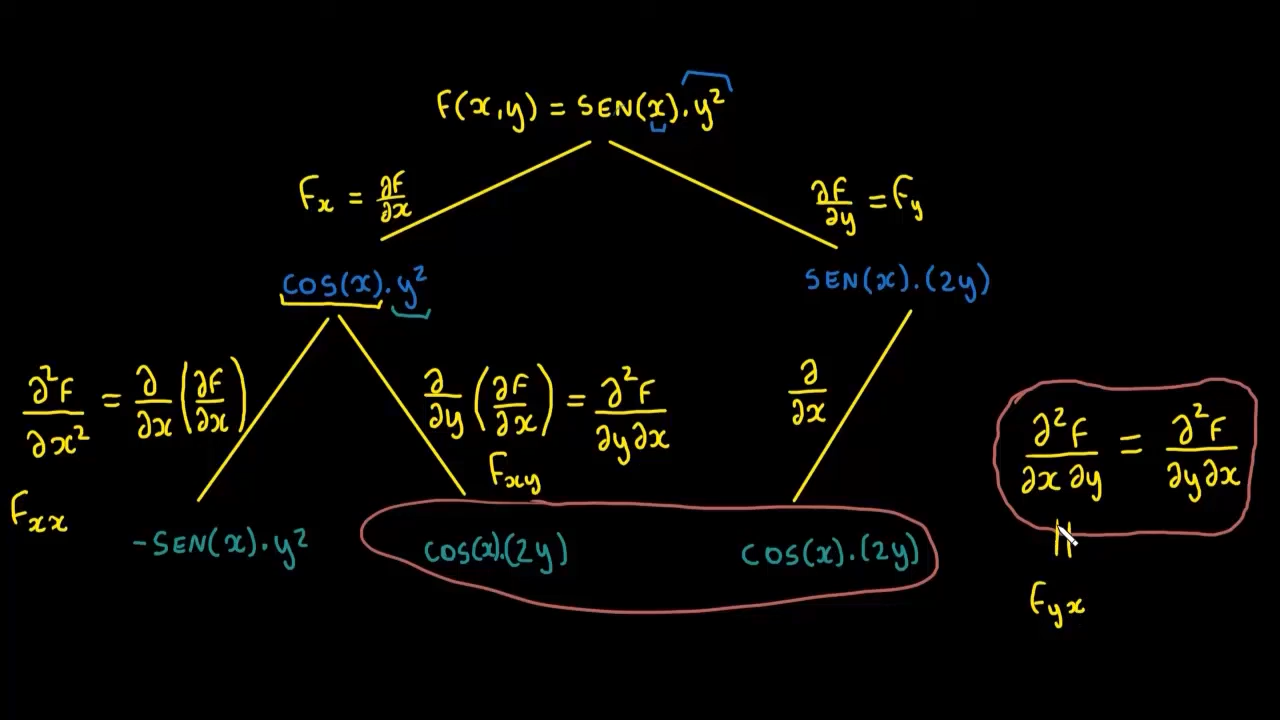 F(x,y) = SEN(x).y²
Fx = ∂F/∂x
∂F/∂y = Fy
COS(x).y²
SEN(x).(2y)
∂²F/∂x² = ∂/∂x (∂F/∂x)
Fxx
∂/∂y (∂F/∂x) = ∂²F/∂y∂x
Fxy
∂/∂x
∂²F/∂x∂y = ∂²F/∂y∂x
||
Fyx
-SEN(x).y²
COS(x).(2y)
COS(x).(2y)